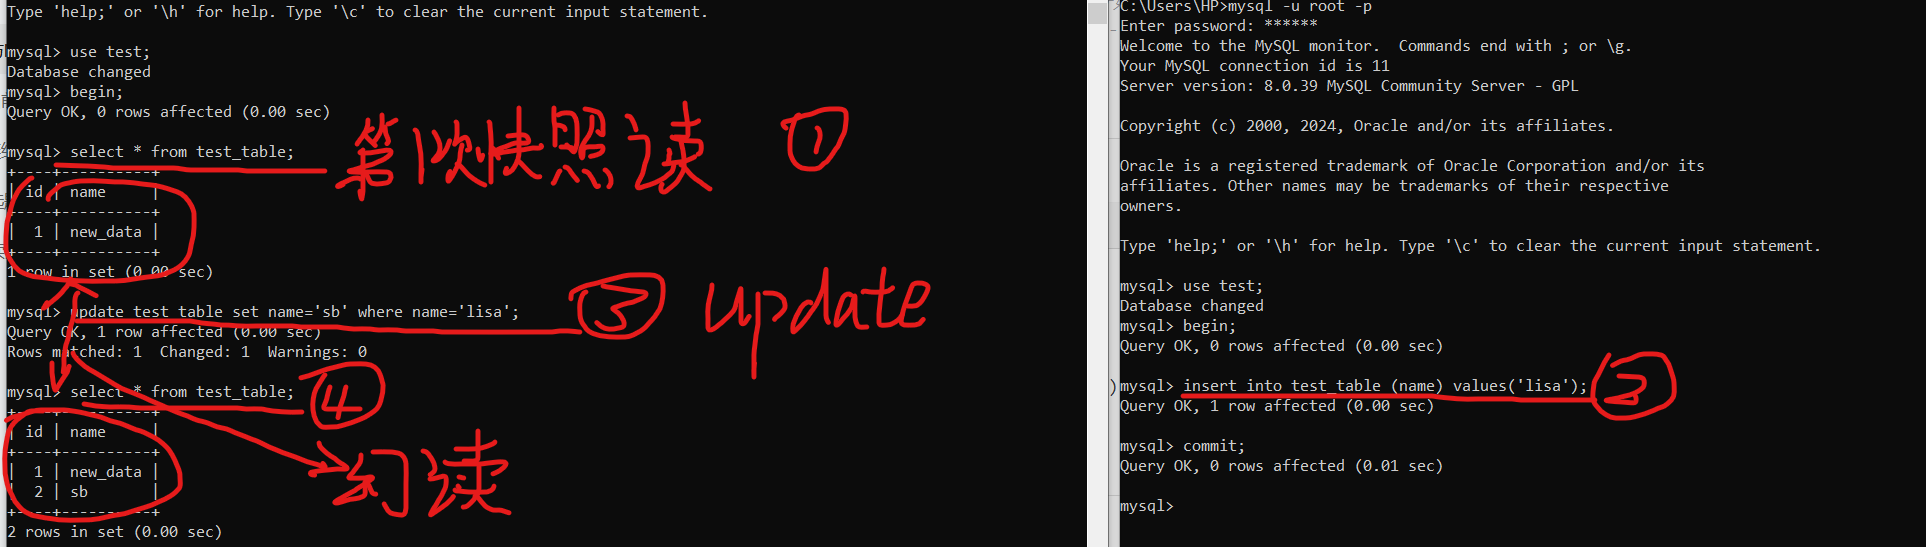 Type 'help;' or '\h' for help. Type '\c' to clear the current input statement.
mysql> use test;
Database changed
mysql> begin;
Query OK, 0 rows affected (0.00 sec)
mysql> select * from test_table;
+----+----------+
| id | name     |
+----+----------+
|  1 | new_data |
+----+----------+
1 row in set (0.00 sec)
第1次快照读 ①
mysql> update test_table set name='sb' where name='lisa';
Query OK, 1 row affected (0.00 sec)
Rows matched: 1  Changed: 1  Warnings: 0
③ update
mysql> select * from test_table;
④
+----+----------+
| id | name     |
+----+----------+
|  1 | new_data |
|  2 | sb       |
+----+----------+
2 rows in set (0.00 sec)
幻读
C:\Users\HP>mysql -u root -p
Enter password: ******
Welcome to the MySQL monitor.  Commands end with ; or \g.
Your MySQL connection id is 11
Server version: 8.0.39 MySQL Community Server - GPL
Copyright (c) 2000, 2024, Oracle and/or its affiliates.
Oracle is a registered trademark of Oracle Corporation and/or its
affiliates. Other names may be trademarks of their respective
owners.
Type 'help;' or '\h' for help. Type '\c' to clear the current input statement.
mysql> use test;
Database changed
mysql> begin;
Query OK, 0 rows affected (0.00 sec)
mysql> insert into test_table (name) values('lisa');
②
Query OK, 1 row affected (0.00 sec)
mysql> commit;
Query OK, 0 rows affected (0.01 sec)
mysql>